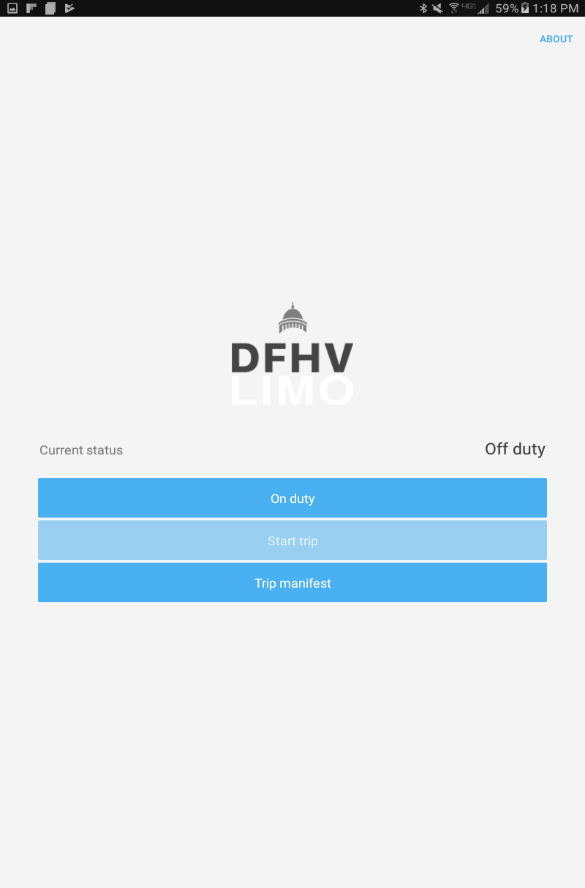 59% 1:18 PM
ABOUT
DFHV
LIMO
Current status Off duty
On duty
Start trip
Trip manifest